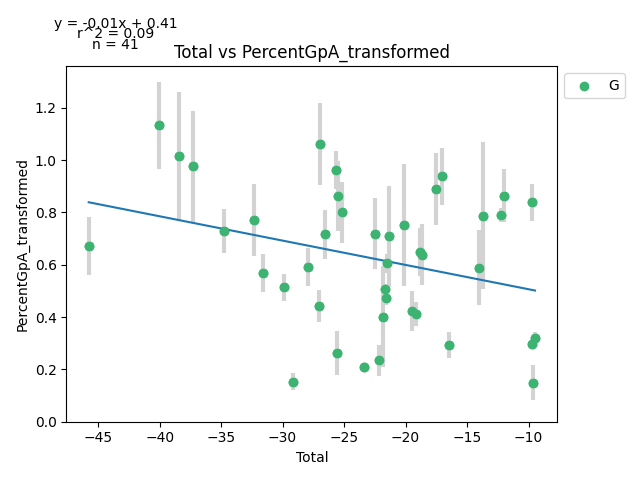 y = -0.01x + 0.41
r^2 = 0.09
n = 41
Total vs PercentGpA_transformed
G
PercentGpA_transformed
1.2
1.0
0.8
0.6
0.4
0.2
0.0
−45 −40 −35 −30 −25 −20 −15 −10
Total